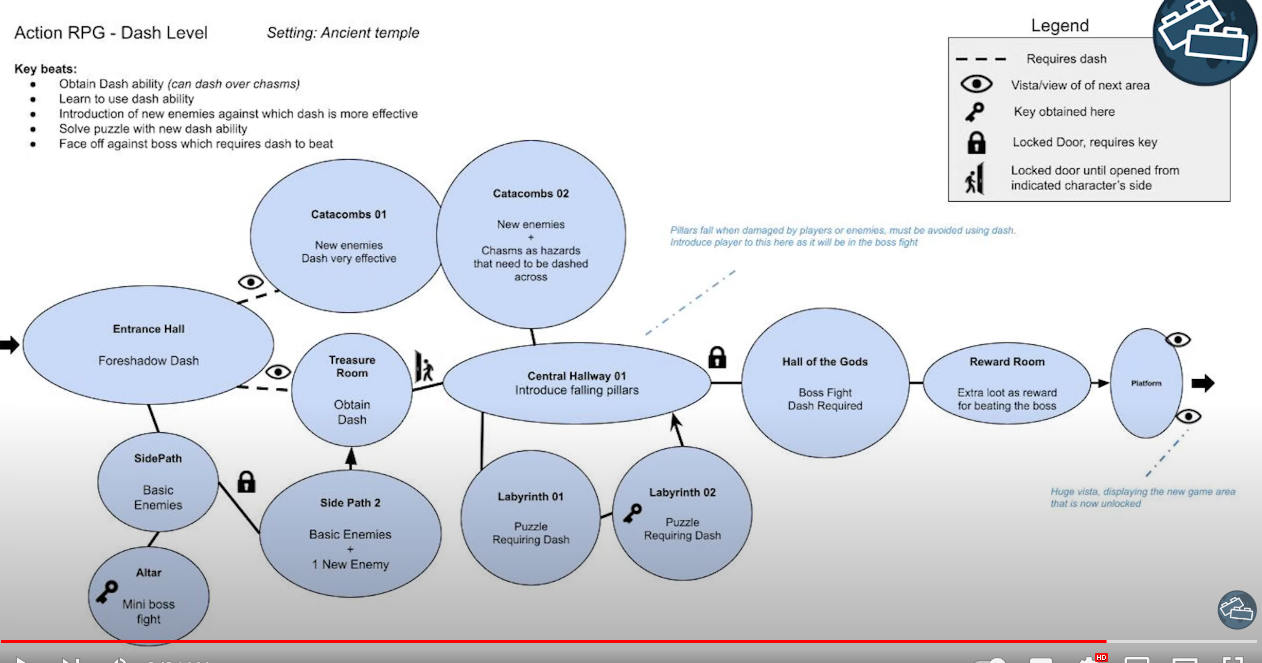 Action RPG - Dash Level
Setting: Ancient temple
Key beats:
Obtain Dash ability (can dash over chasms)
Learn to use dash ability
Introduction of new enemies against which dash is more effective
Solve puzzle with new dash ability
Face off against boss which requires dash to beat
Legend
Requires dash
Vista/view of of next area
Key obtained here
Locked Door, requires key
Locked door until opened from
indicated character's side
Catacombs 01
New enemies
Dash very effective
Catacombs 02
New enemies
+
Chasms as hazards
that need to be dashed
across
Pillars fall when damaged by players or enemies, must be avoided using dash.
Introduce player to this here as it will be in the boss fight
Entrance Hall
Foreshadow Dash
Treasure
Room
Obtain
Dash
Central Hallway 01
Introduce falling pillars
Hall of the Gods
Boss Fight
Dash Required
Reward Room
Extra loot as reward
for beating the boss
Platform
SidePath
Basic
Enemies
Side Path 2
Basic Enemies
+
1 New Enemy
Labyrinth 01
Puzzle
Requiring Dash
Labyrinth 02
Puzzle
Requiring Dash
Huge vista, displaying the new game area
that is now unlocked
Altar
Mini boss
fight
HD